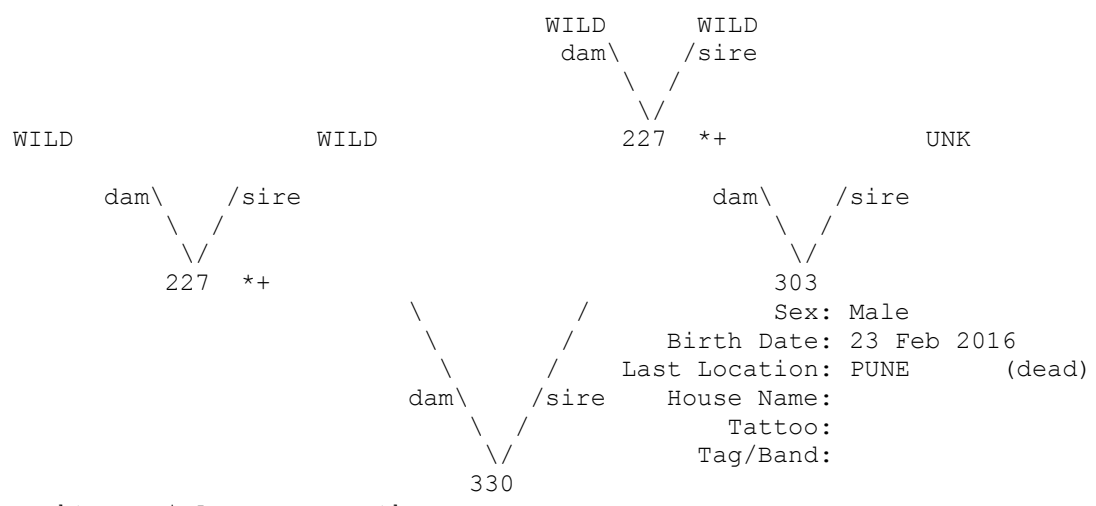 WILD WILD
dam\ /sire
\ /
\/
WILD WILD 227 *+ UNK
dam\ /sire dam\ /sire
\ / \ /
\/ \/
227 *+ 303
\ / Sex: Male
\ / Birth Date: 23 Feb 2016
\ / Last Location: PUNE (dead)
dam\ /sire House Name:
\ / Tattoo:
\/ Tag/Band:
330